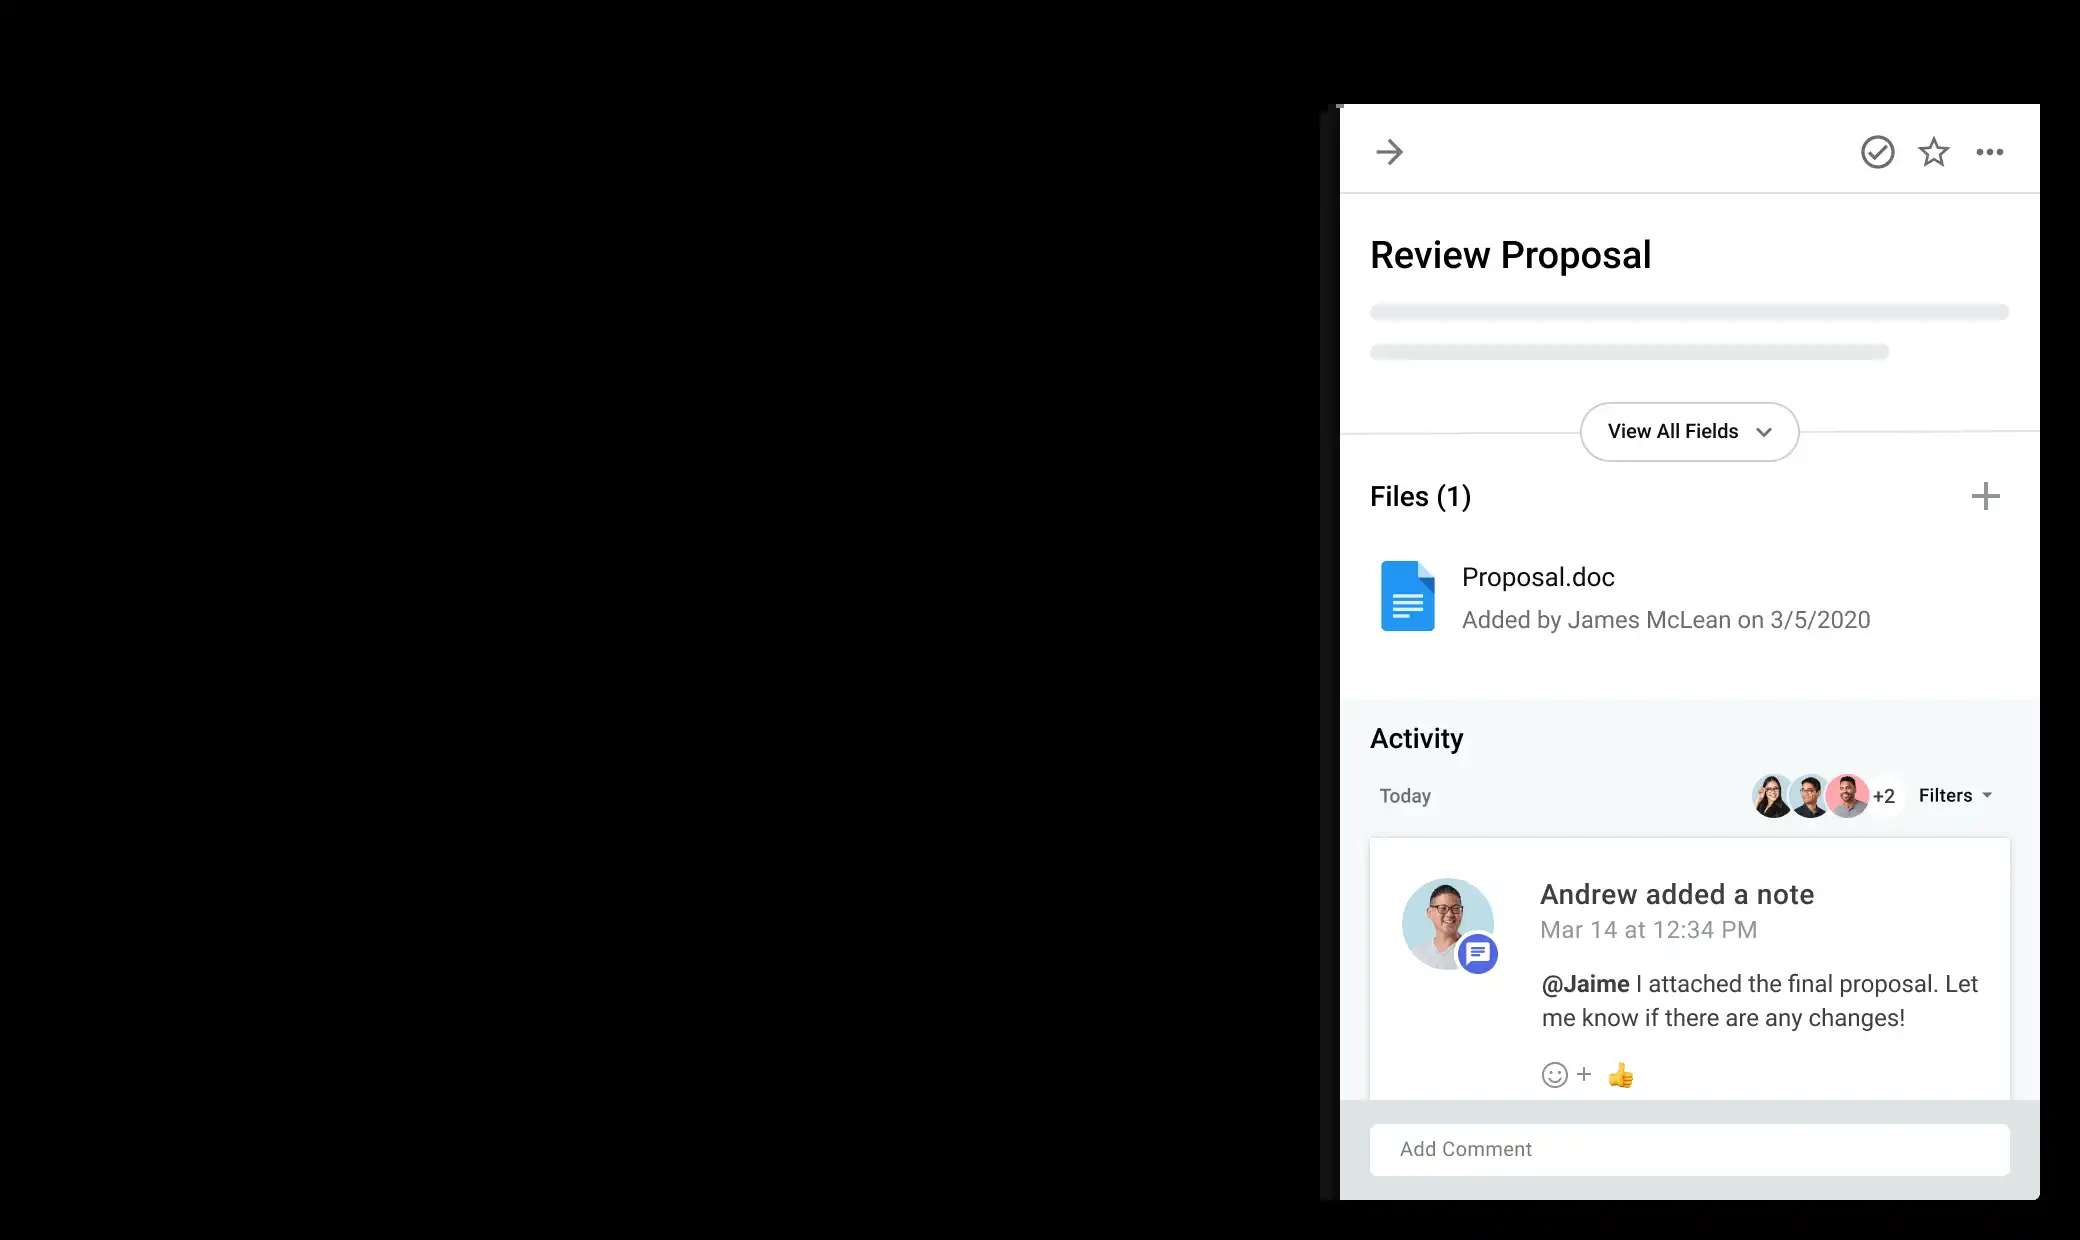 Review Proposal
View All Fields
Files (1)
Proposal.doc
Added by James McLean on 3/5/2020
Activity
Today
+2
Filters
Andrew added a note
Mar 14 at 12:34 PM
@Jaime I attached the final proposal. Let
me know if there are any changes!
Add Comment